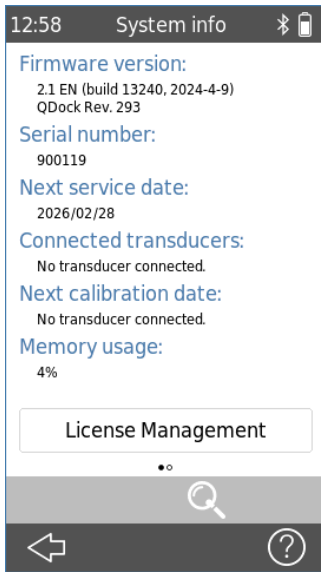 12:58 System info
Firmware version:
2.1 EN (build 13240, 2024-4-9)
QDock Rev. 293
Serial number:
900119
Next service date:
2026/02/28
Connected transducers:
No transducer connected.
Next calibration date:
No transducer connected.
Memory usage:
4%
License Management
?